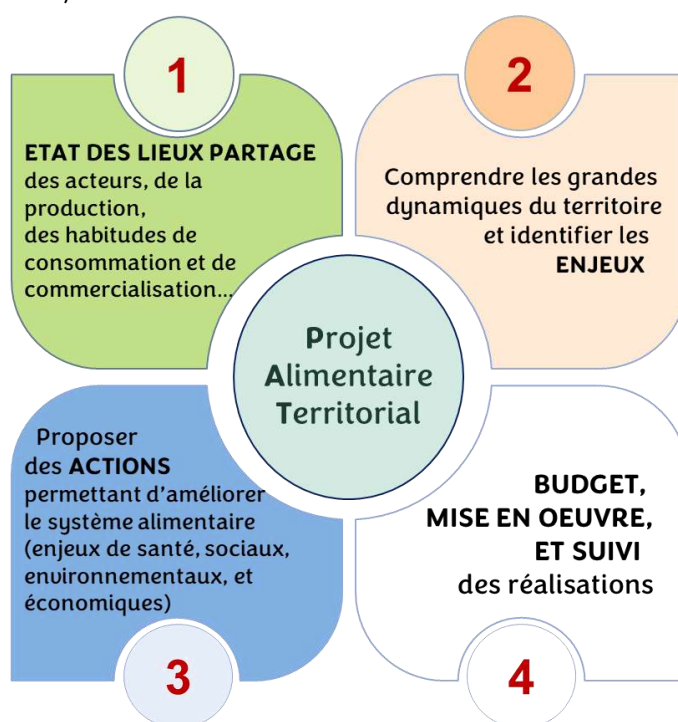 1
ETAT DES LIEUX PARTAGE
des acteurs, de la
production,
des habitudes de
consommation et de
commercialisation...
2
Comprendre les grandes
dynamiques du territoire
et identifier les
ENJEUX
Projet
Alimentaire
Territorial
Proposer
des ACTIONS
permettant d'améliorer
le système alimentaire
(enjeux de santé, sociaux,
environnementaux, et
économiques)
3
BUDGET,
MISE EN OEUVRE,
ET SUIVI
des réalisations
4